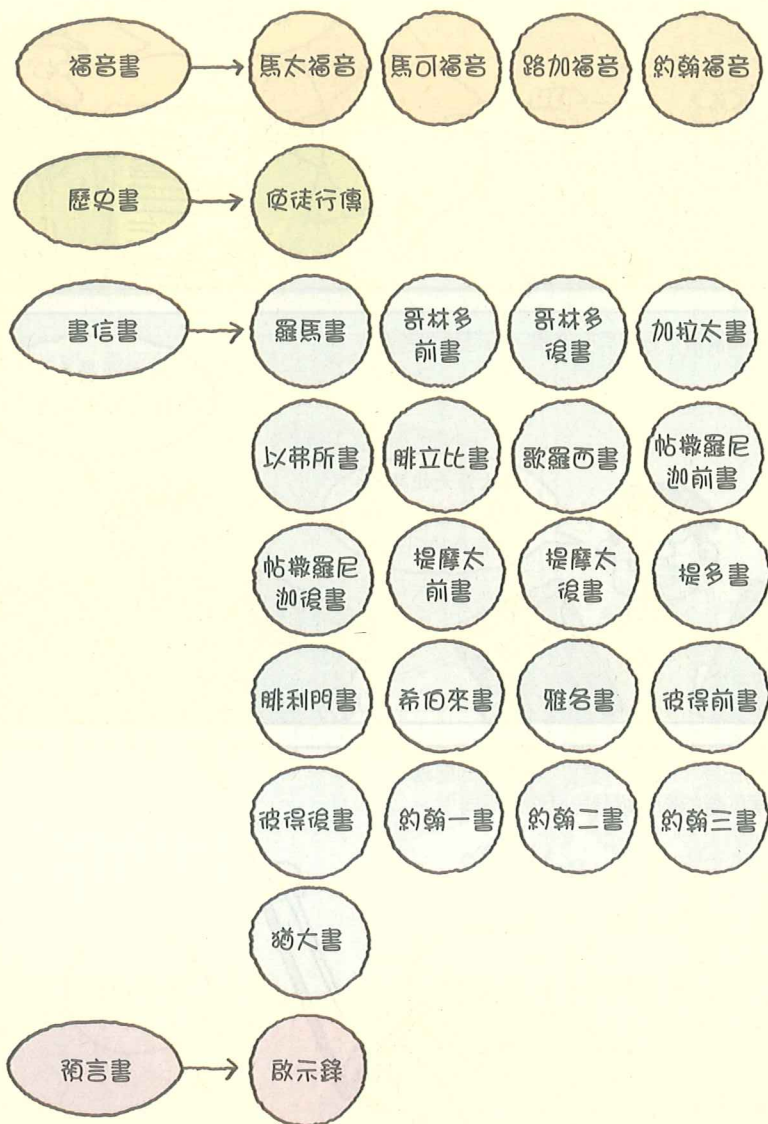 福音書
馬太福音
馬可福音
路加福音
約翰福音
歷史書
使徒行傳
書信書
羅馬書
哥林多
前書
哥林多
後書
加拉太書
以弗所書
腓立比書
歌羅西書
帖撒羅尼
迦前書
帖撒羅尼
迦後書
提摩太
前書
提摩太
後書
提多書
腓利門書
希伯來書
雅各書
彼得前書
彼得後書
約翰一書
約翰二書
約翰三書
猶大書
預言書
啟示錄